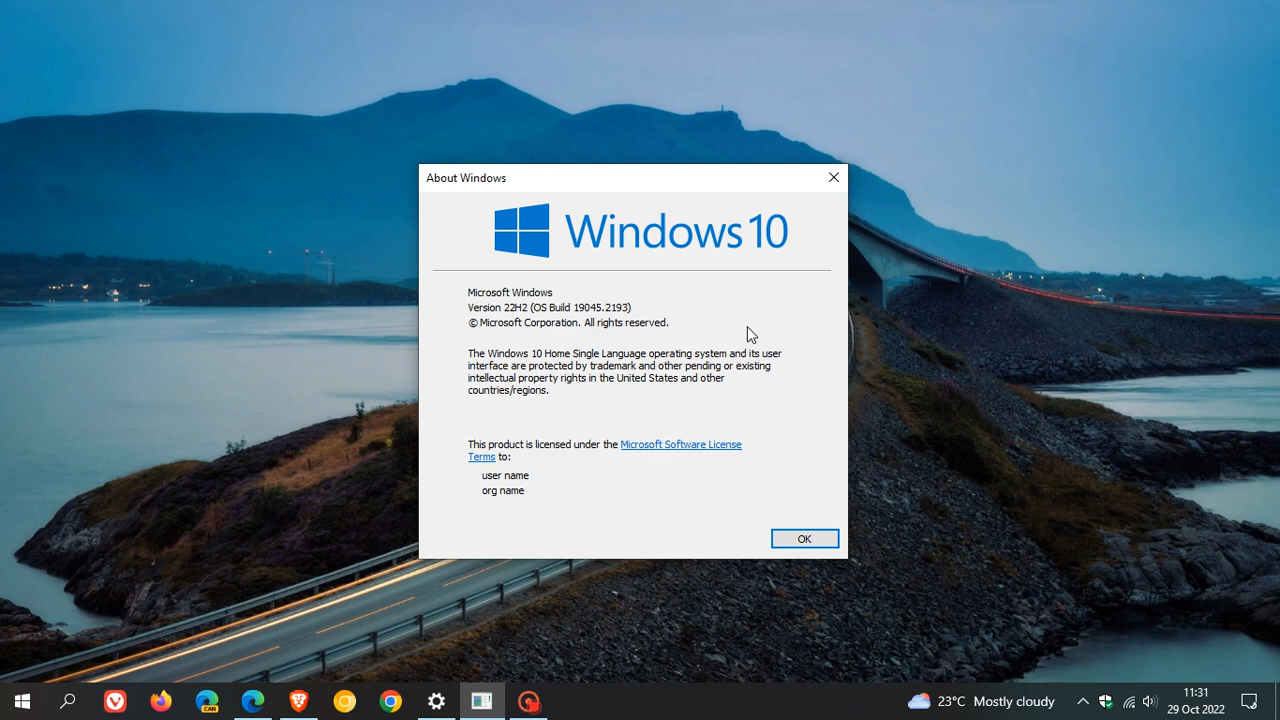 About Windows
Windows 10
Microsoft Windows
Version 22H2 (OS Build 19045.2193)
© Microsoft Corporation. All rights reserved.
The Windows 10 Home Single Language operating system and its user
interface are protected by trademark and other pending or existing
intellectual property rights in the United States and other
countries/regions.
This product is licensed under the Microsoft Software License
Terms to:
user name
org name
OK
CAN
23°C Mostly cloudy
11:31
29 Oct 2022